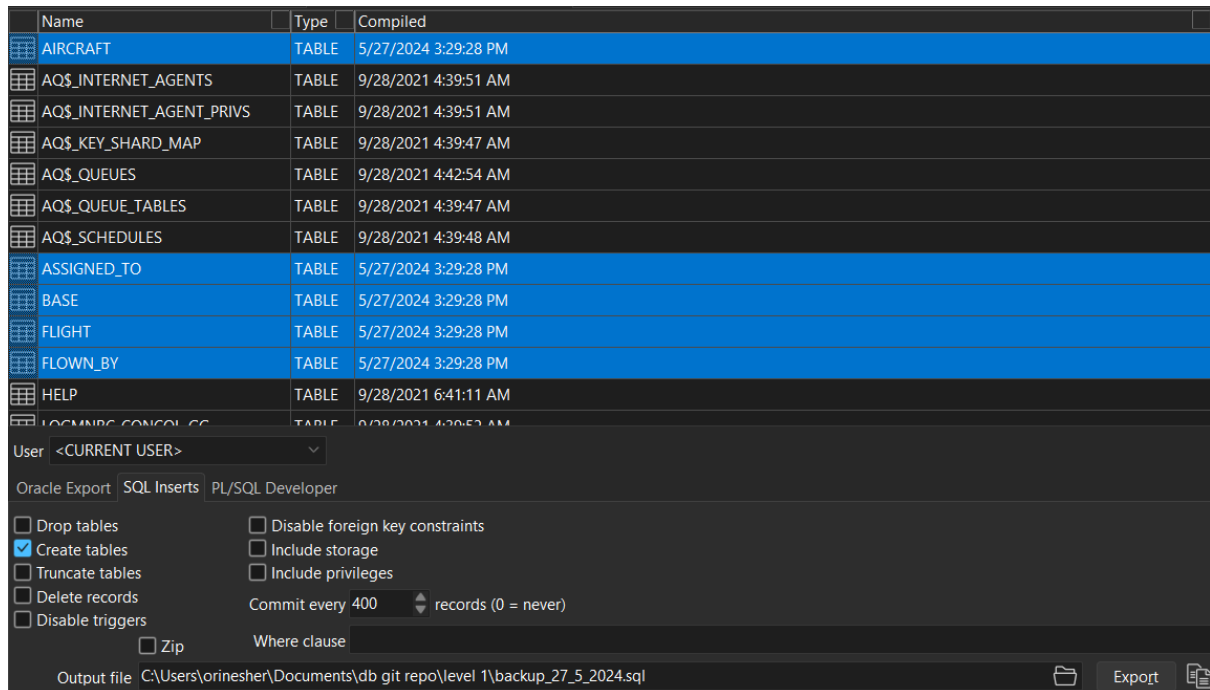 Name Type Compiled
AIRCRAFT TABLE 5/27/2024 3:29:28 PM
AQ$_INTERNET_AGENTS TABLE 9/28/2021 4:39:51 AM
AQ$_INTERNET_AGENT_PRIVS TABLE 9/28/2021 4:39:51 AM
AQ$_KEY_SHARD_MAP TABLE 9/28/2021 4:39:47 AM
AQ$_QUEUES TABLE 9/28/2021 4:42:54 AM
AQ$_QUEUE_TABLES TABLE 9/28/2021 4:39:47 AM
AQ$_SCHEDULES TABLE 9/28/2021 4:39:48 AM
ASSIGNED_TO TABLE 5/27/2024 3:29:28 PM
BASE TABLE 5/27/2024 3:29:28 PM
FLIGHT TABLE 5/27/2024 3:29:28 PM
FLOWN_BY TABLE 5/27/2024 3:29:28 PM
HELP TABLE 9/28/2021 6:41:11 AM
TABLE 9/28/2021 4:39:52 AM
User <CURRENT USER>
Oracle Export SQL Inserts PL/SQL Developer
Drop tables Disable foreign key constraints
Create tables Include storage
Truncate tables Include privileges
Delete records Commit every 400 records (0 = never)
Disable triggers
Zip Where clause
Output file C:\Users\orinesher\Documents\db git repo\level 1\backup_27_5_2024.sql Export